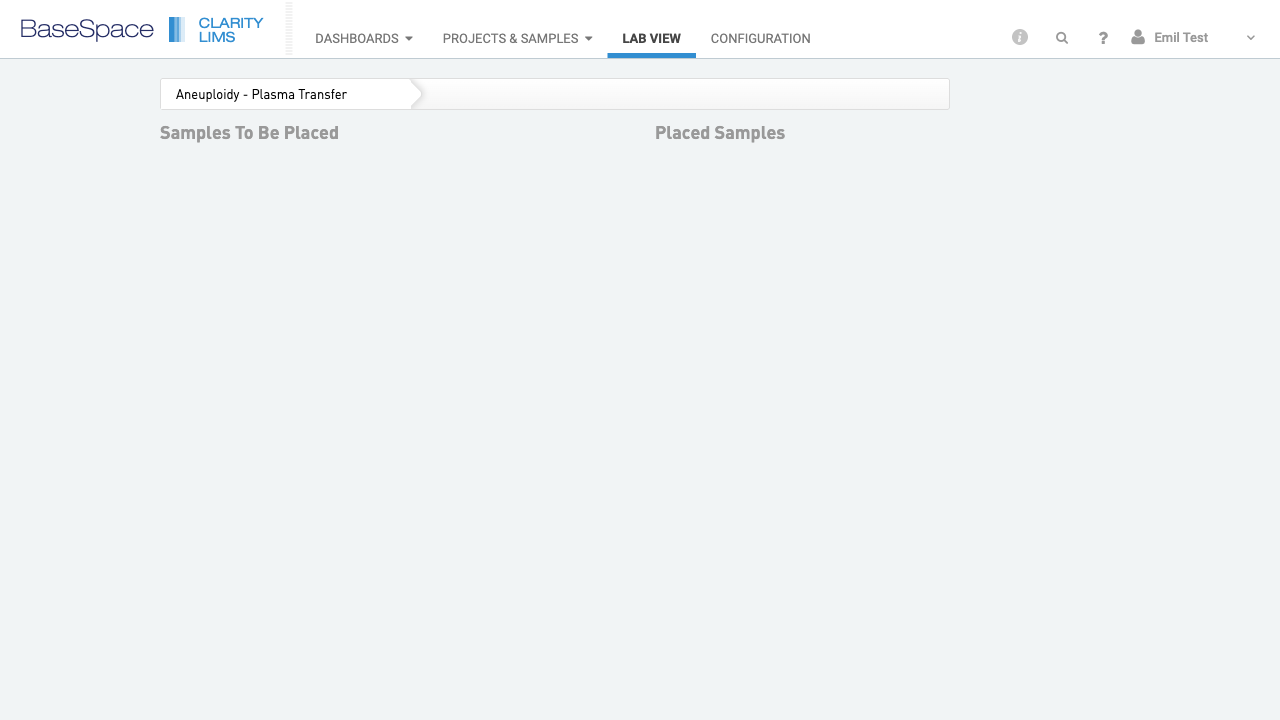 BaseSpace CLARITY LIMS
DASHBOARDS PROJECTS & SAMPLES LAB VIEW CONFIGURATION i ? Emil Test
Aneuploidy - Plasma Transfer
Samples To Be Placed Placed Samples